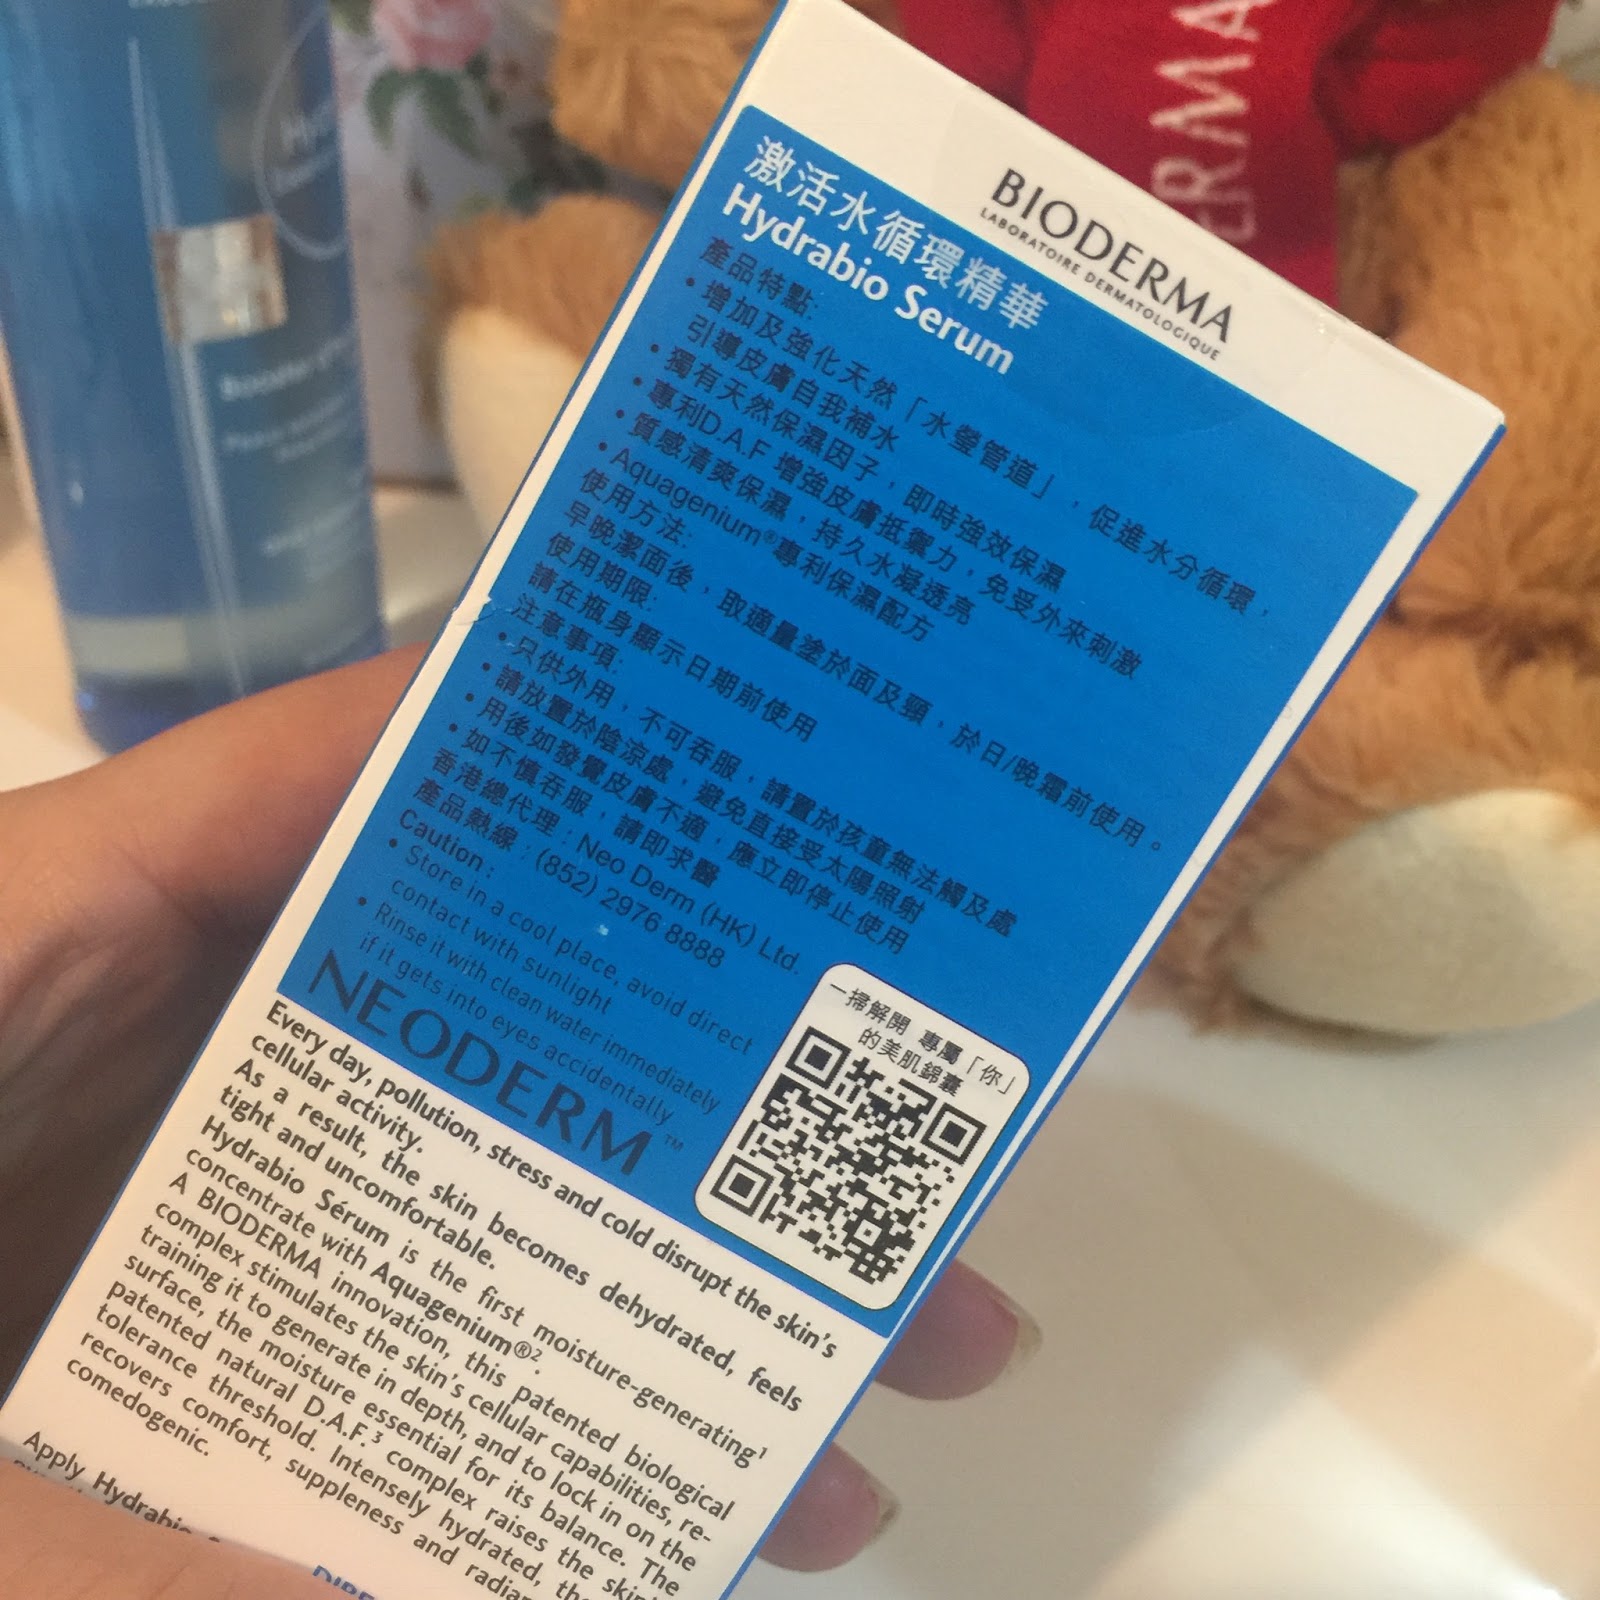 BIODERMA
LABORATOIRE DERMATOLOGIQUE
ERMA
激活水循環精華
Hydrabio Serum
產品特點:
• 增加及強化天然「水瑩管道」, 促進水分循環,
引導皮膚自我補水
• 獨有天然保濕因子, 即時強效保濕
• 專利D.A.F 增強皮膚抵禦力, 免受外來刺激
• 質感清爽保濕, 持久水凝透亮
• Aquagenium®專利保濕配方
使用方法:
早晚潔面後, 取適量塗於面及頸, 於日/晚霜前使用。
使用期限:
請在瓶身顯示日期前使用
注意事項:
• 只供外用, 不可吞服, 請置於孩童無法觸及處
• 請放置於陰涼處, 避免直接受太陽照射
• 用後如發覺皮膚不適, 應立即停止使用
• 如不慎吞服, 請即求醫
香港總代理 : Neo Derm (HK) Ltd.
產品熱線 : (852) 2976 8888
Caution :
• Store in a cool place, avoid direct
contact with sunlight
• Rinse it with clean water immediately
if it gets into eyes accidentally
NEODERM™
一掃解開 專屬「你」
的美肌錦囊
Every day, pollution, stress and cold disrupt the skin's
cellular activity.
As a result, the skin becomes dehydrated, feels
tight and uncomfortable.
Hydrabio Sérum is the first moisture-generating¹
concentrate with Aquagenium®².
A BIODERMA innovation, this patented biological
complex stimulates the skin's cellular capabilities, re-
training it to generate in depth, and to lock in on the
surface, the moisture essential for its balance. The
patented natural D.A.F.³ complex raises the skin's
tolerance threshold. Intensely hydrated, the
recovers comfort, suppleness and
comedogenic.
Apply Hydrabio